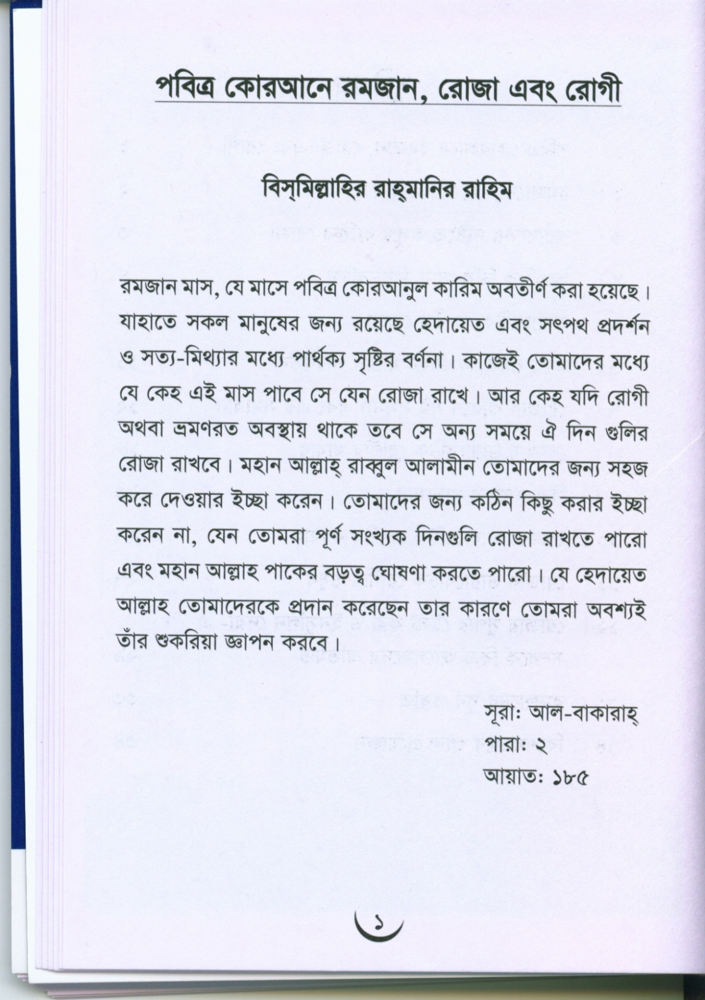 পবিত্র কোরআনে রমজান, রোজা এবং রোগী
বিস্‌মিল্লাহির রাহ্‌মানির রাহিম
রমজান মাস, যে মাসে পবিত্র কোরআনুল কারিম অবতীর্ণ করা হয়েছে।
যাহাতে সকল মানুষের জন্য রয়েছে হেদায়েত এবং সৎপথ প্রদর্শন
ও সত্য-মিথ্যার মধ্যে পার্থক্য সৃষ্টির বর্ণনা। কাজেই তোমাদের মধ্যে
যে কেহ এই মাস পাবে সে যেন রোজা রাখে। আর কেহ যদি রোগী
অথবা ভ্রমণরত অবস্থায় থাকে তবে সে অন্য সময়ে ঐ দিন গুলির
রোজা রাখবে। মহান আল্লাহ্ রাব্বুল আলামীন তোমাদের জন্য সহজ
করে দেওয়ার ইচ্ছা করেন। তোমাদের জন্য কঠিন কিছু করার ইচ্ছা
করেন না, যেন তোমরা পূর্ণ সংখ্যক দিনগুলি রোজা রাখতে পারো
এবং মহান আল্লাহ পাকের বড়ত্ব ঘোষণা করতে পারো। যে হেদায়েত
আল্লাহ তোমাদেরকে প্রদান করেছেন তার কারণে তোমরা অবশ্যই
তাঁর শুকরিয়া জ্ঞাপন করবে।
সূরা: আল-বাকারাহ্
পারা: ২
আয়াত: ১৮৫
১